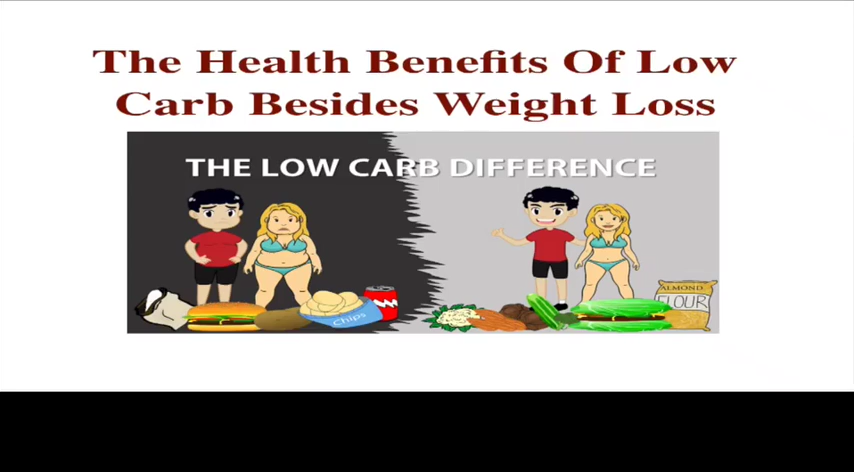 The Health Benefits Of Low
Carb Besides Weight Loss
THE LOW CARB DIFFERENCE
ALMOND
FLOUR
Chips